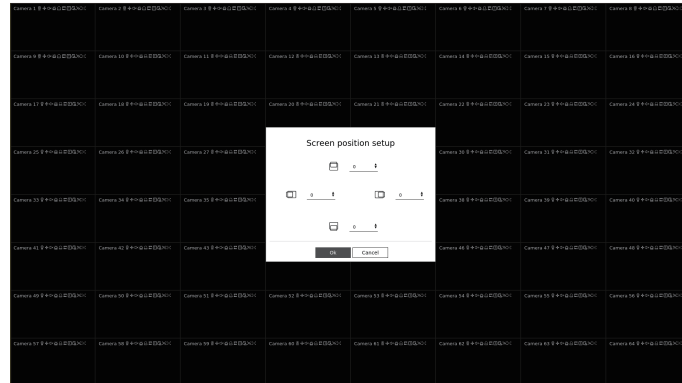 Camera 1 Camera 2 Camera 3 Camera 4 Camera 5 Camera 6 Camera 7 Camera 8
Camera 9 Camera 10 Camera 11 Camera 12 Camera 13 Camera 14 Camera 15 Camera 16
Camera 17 Camera 18 Camera 19 Camera 20 Camera 21 Camera 22 Camera 23 Camera 24
Camera 25 Camera 26 Camera 27 Camera 30 Camera 31 Camera 32
Camera 33 Camera 34 Camera 35 Camera 38 Camera 39 Camera 40
Camera 41 Camera 42 Camera 43 Camera 46 Camera 47 Camera 48
Camera 49 Camera 50 Camera 51 Camera 52 Camera 53 Camera 54 Camera 55 Camera 56
Camera 57 Camera 58 Camera 59 Camera 60 Camera 61 Camera 62 Camera 63 Camera 64
Screen position setup
0
0 0
0
Ok Cancel